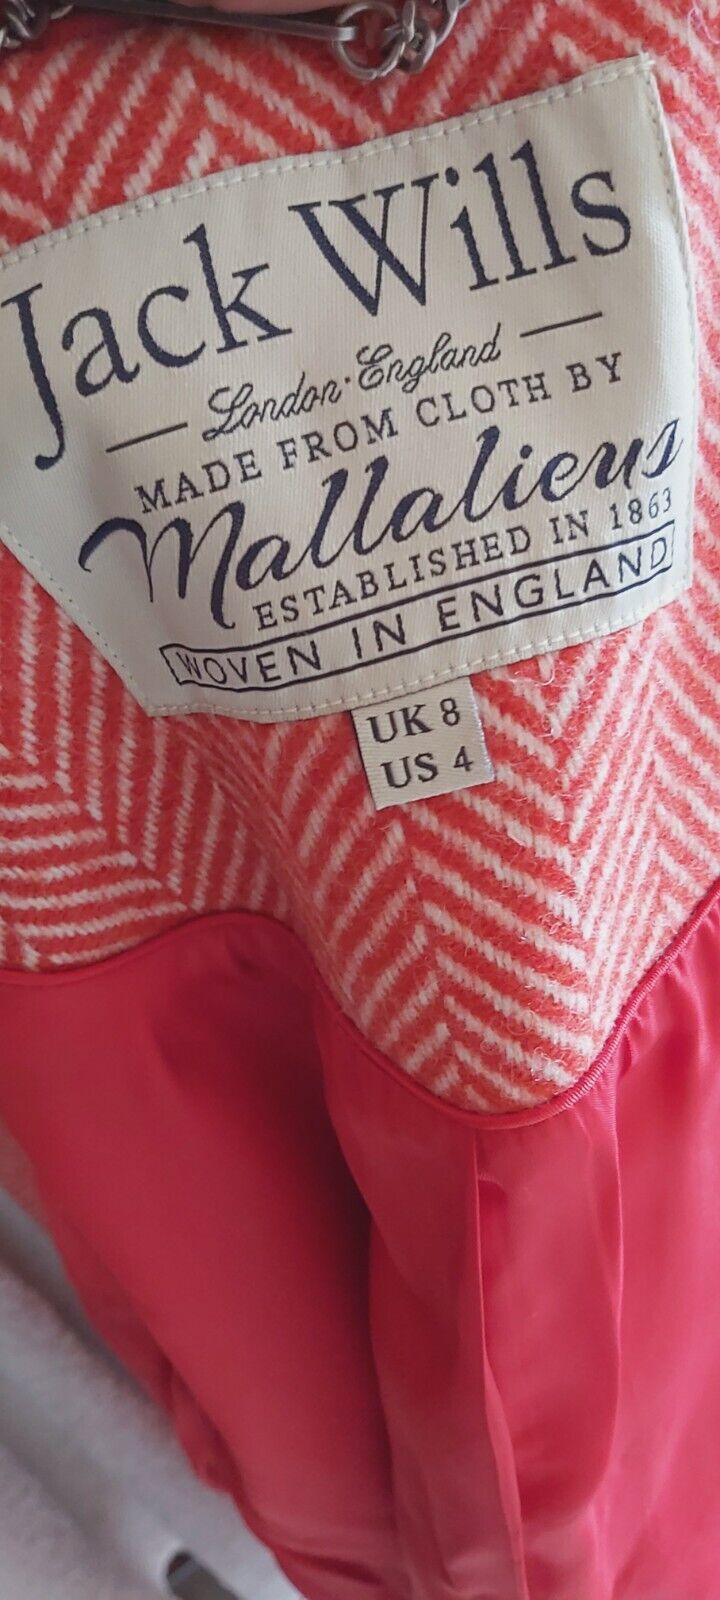 Jack Wills
London·England
MADE FROM CLOTH BY
Mallalieus
ESTABLISHED IN 1863
WOVEN IN ENGLAND
UK 8
US 4